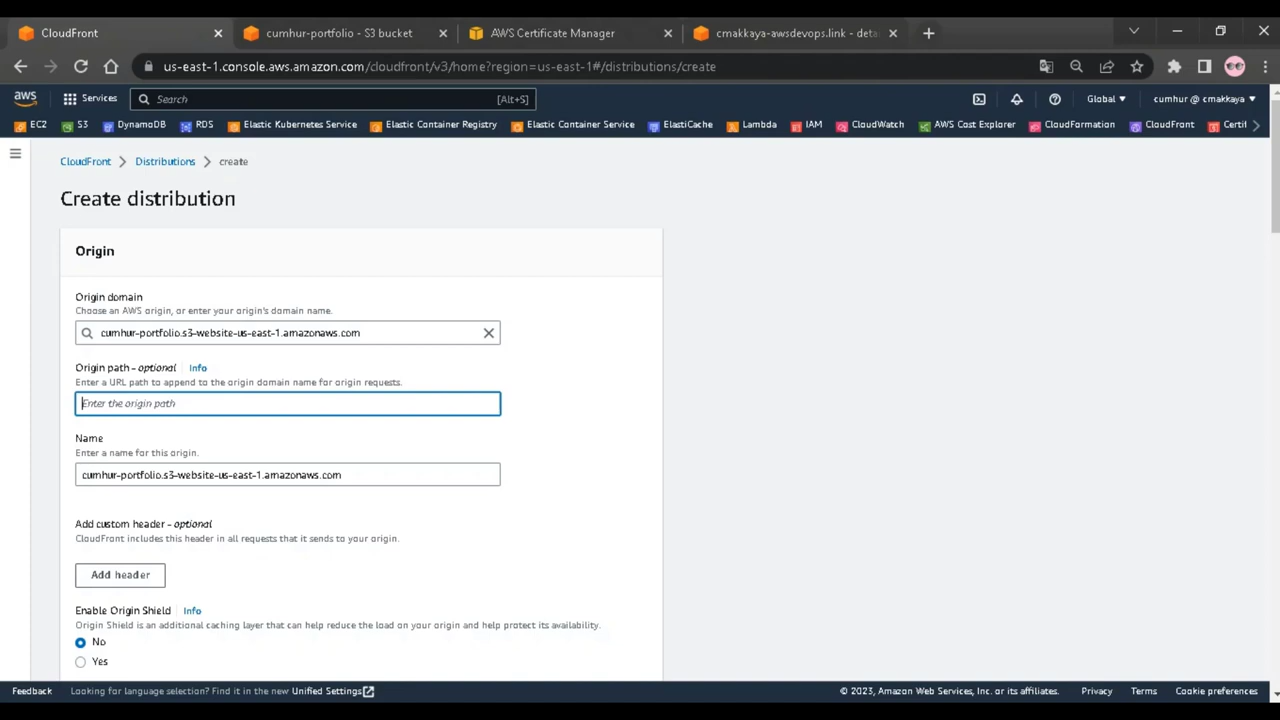 CloudFront
cumhur-portfolio - S3 bucket
AWS Certificate Manager
cmakkaya-awsdevops.link - deta
us-east-1.console.aws.amazon.com/cloudfront/v3/home?region=us-east-1#/distributions/create
aws Services Search [Alt+S] Global cumhur @ cmakkaya
EC2 S3 DynamoDB RDS Elastic Kubernetes Service Elastic Container Registry Elastic Container Service ElastiCache Lambda IAM CloudWatch AWS Cost Explorer CloudFormation CloudFront Certif
CloudFront Distributions create
Create distribution
Origin
Origin domain
Choose an AWS origin, or enter your origin's domain name.
cumhur-portfolio.s3-website-us-east-1.amazonaws.com
Origin path - optional Info
Enter a URL path to append to the origin domain name for origin requests.
Enter the origin path
Name
Enter a name for this origin.
cumhur-portfolio.s3-website-us-east-1.amazonaws.com
Add custom header - optional
CloudFront includes this header in all requests that it sends to your origin.
Add header
Enable Origin Shield Info
Origin Shield is an additional caching layer that can help reduce the load on your origin and help protect its availability.
No
Yes
Feedback Looking for language selection? Find it in the new Unified Settings © 2023, Amazon Web Services, Inc. or its affiliates. Privacy Terms Cookie preferences